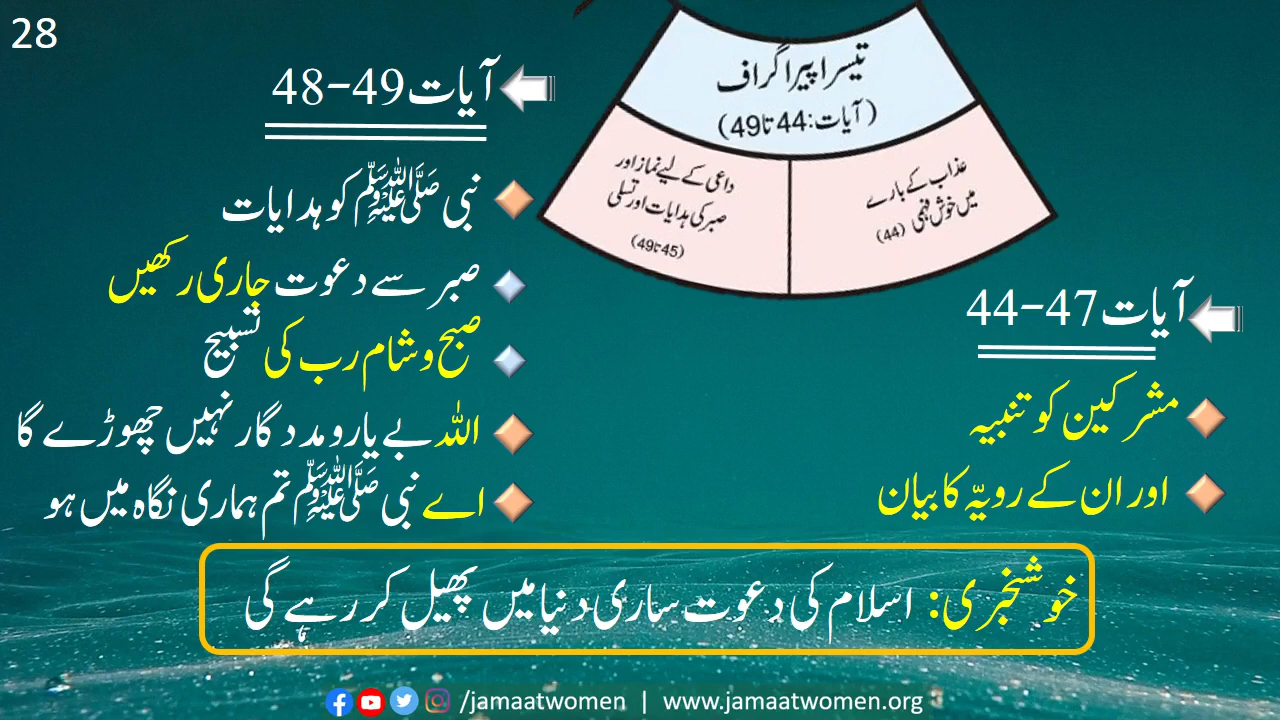 28
تیسرا پیراگراف
(آیات:44 تا 49)
عذاب کے بارے
میں خوش فہمی (44)
داعی کے لیے نماز اور
صبر کی ہدایات اور تسلی
(45 تا 49)
آیات 47-44
مشرکین کو تنبیہ
اور ان کے رویّہ کا بیان
آیات 49-48
نبی ﷺ کو ہدایات
صبر سے دعوت جاری رکھیں
صبح و شام رب کی تسبیح
اللہ بے یار و مددگار نہیں چھوڑے گا
اے نبی ﷺ تم ہماری نگاہ میں ہو
خوشخبری: اسلام کی دعوت ساری دنیا میں پھیل کر رہے گی
/jamaatwomen | www.jamaatwomen.org